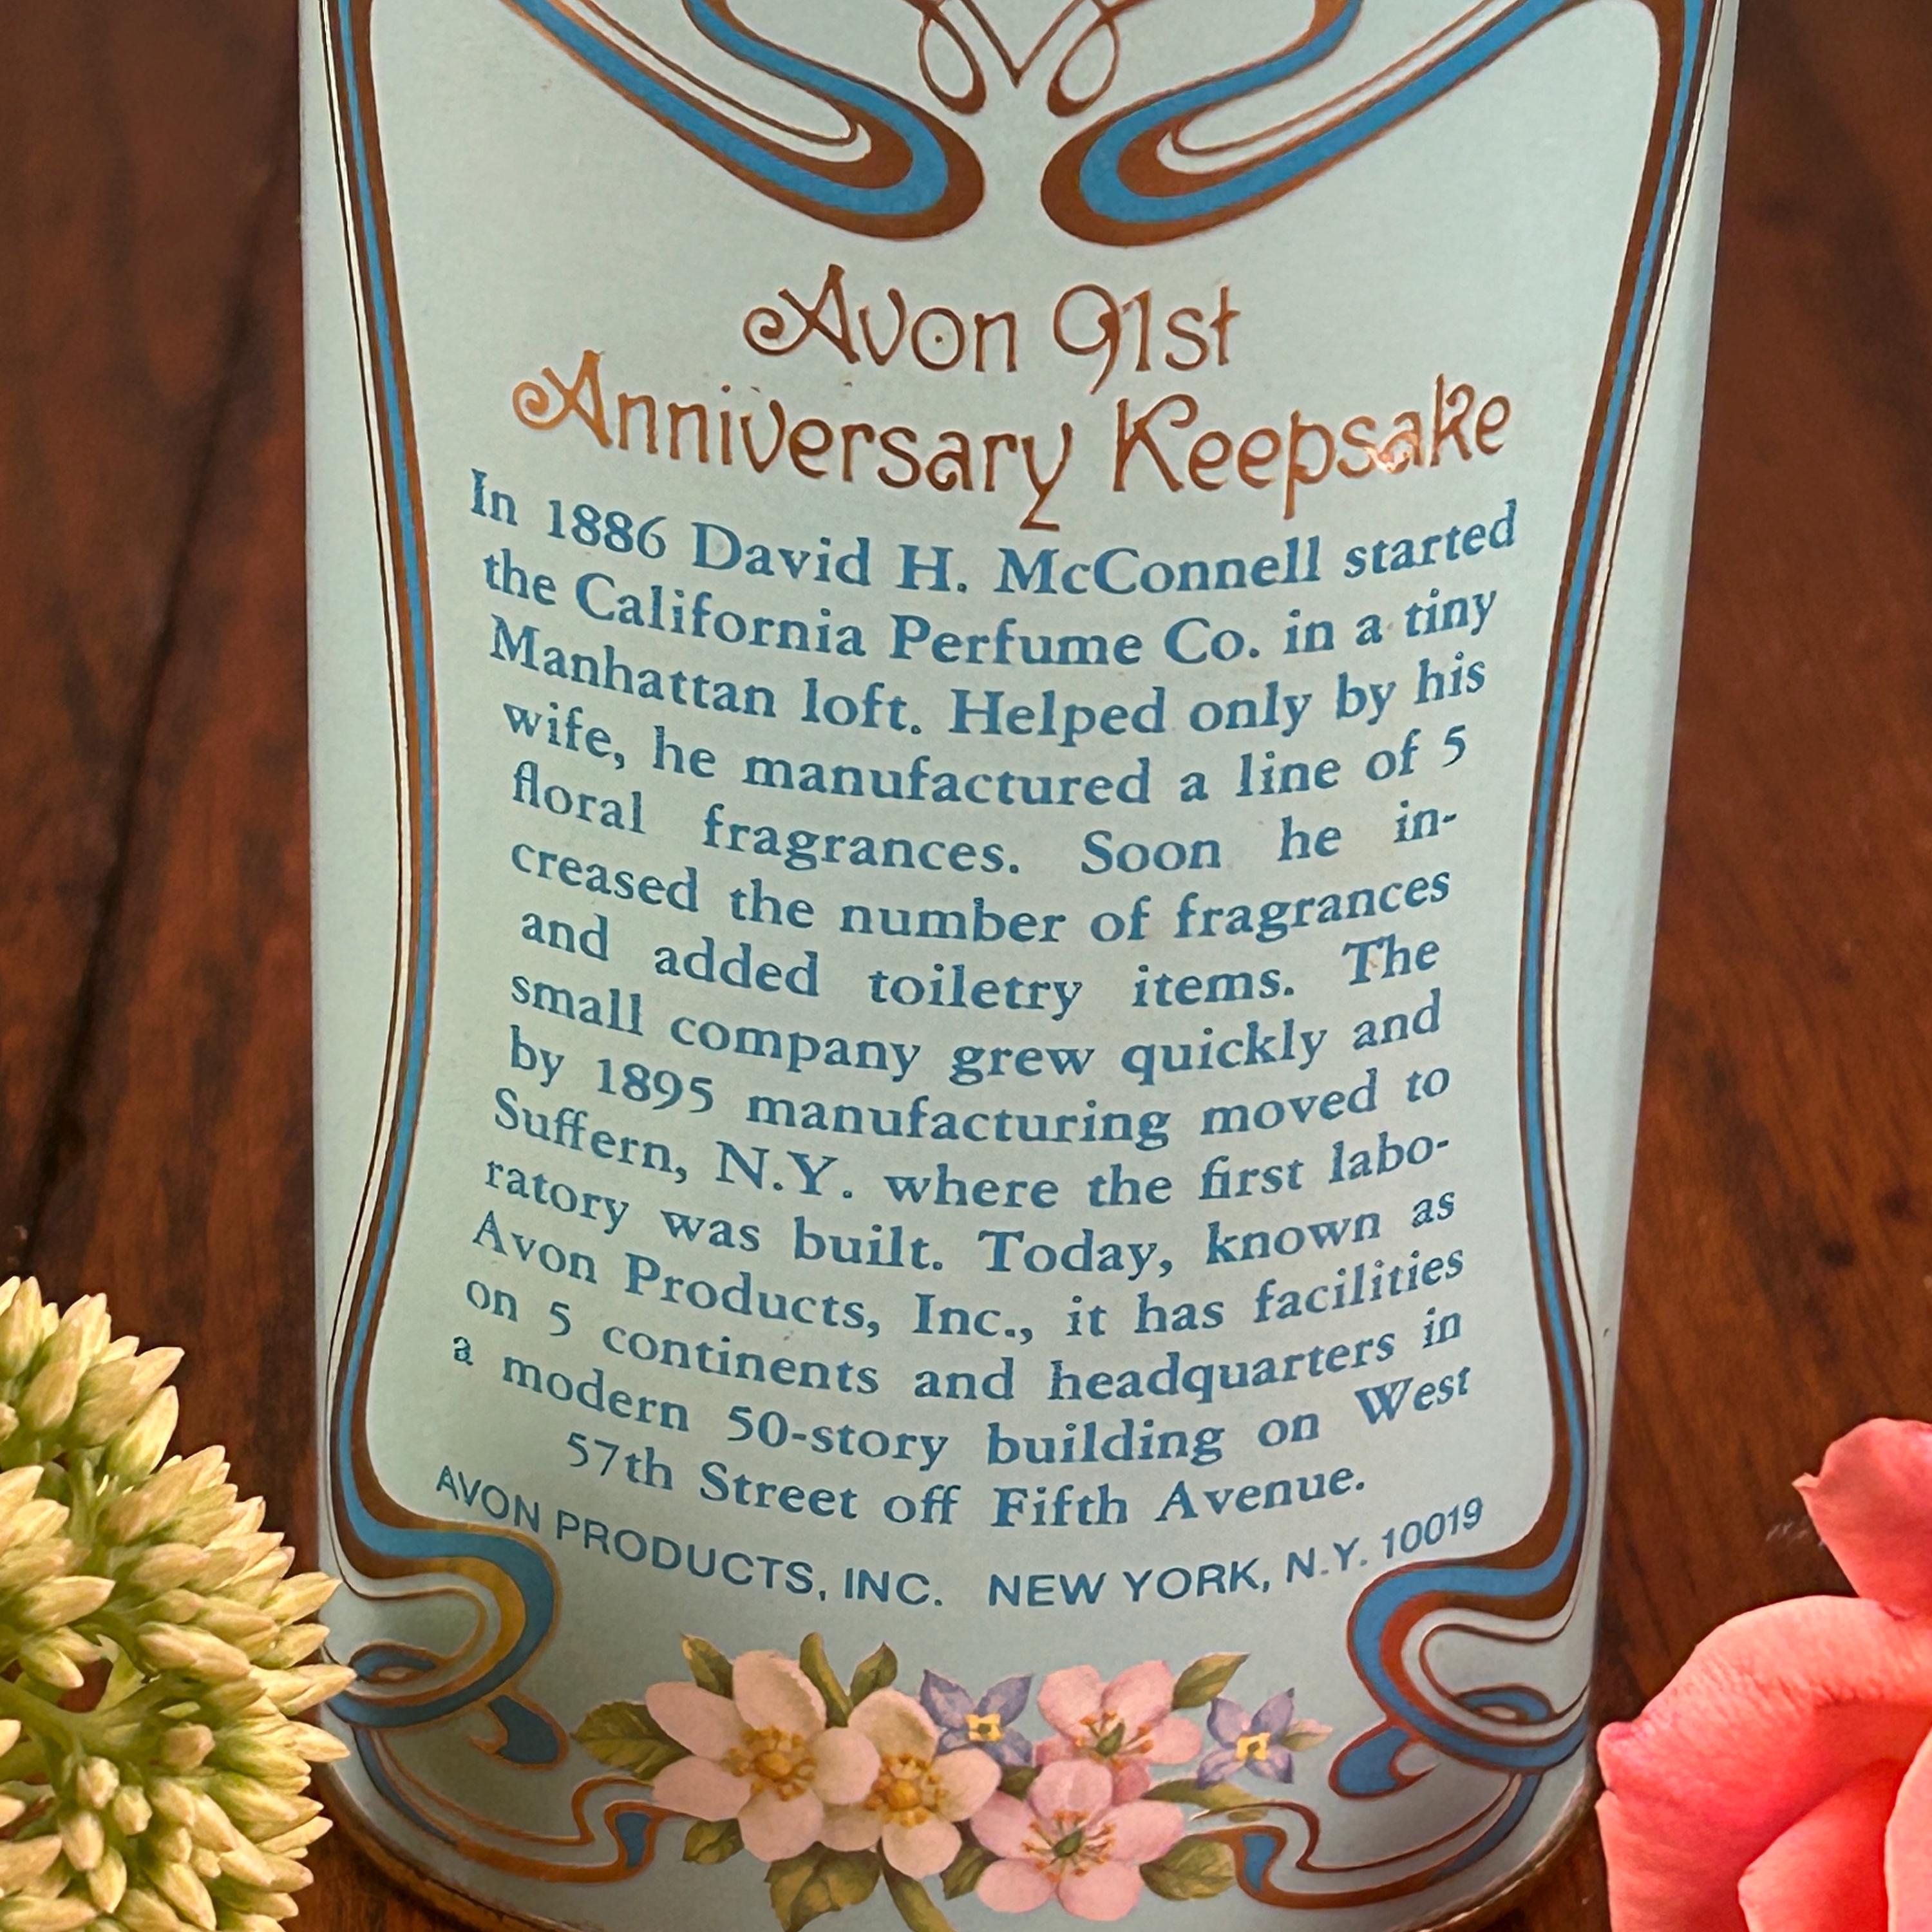 Avon 91st
Anniversary Keepsake
In 1886 David H. McConnell started
the California Perfume Co. in a tiny
Manhattan loft. Helped only by his
wife, he manufactured a line of 5
floral fragrances. Soon he in-
creased the number of fragrances
and added toiletry items. The
small company grew quickly and
by 1895 manufacturing moved to
Suffern, N.Y. where the first labo-
ratory was built. Today, known as
Avon Products, Inc., it has facilities
on 5 continents and headquarters in
a modern 50-story building on West
57th Street off Fifth Avenue.
AVON PRODUCTS, INC. NEW YORK, N.Y. 10019